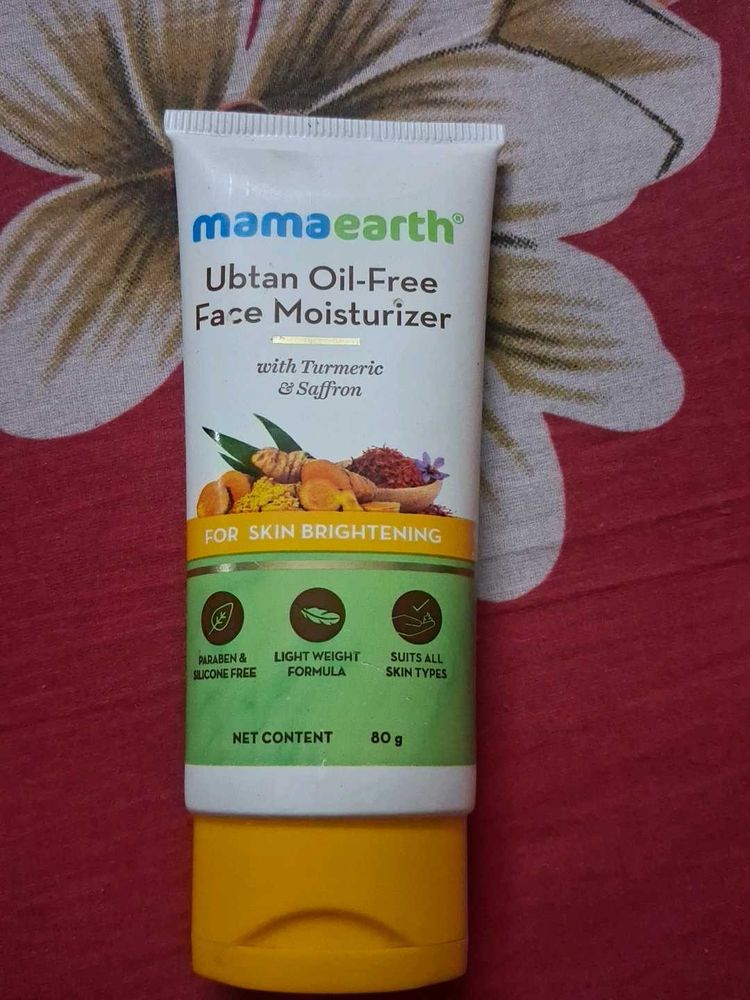 mamaearth®
Ubtan Oil-Free
Face Moisturizer
with Turmeric
& Saffron
FOR SKIN BRIGHTENING
PARABEN &
SILICONE FREE
LIGHT WEIGHT
FORMULA
SUITS ALL
SKIN TYPES
NET CONTENT 80 g